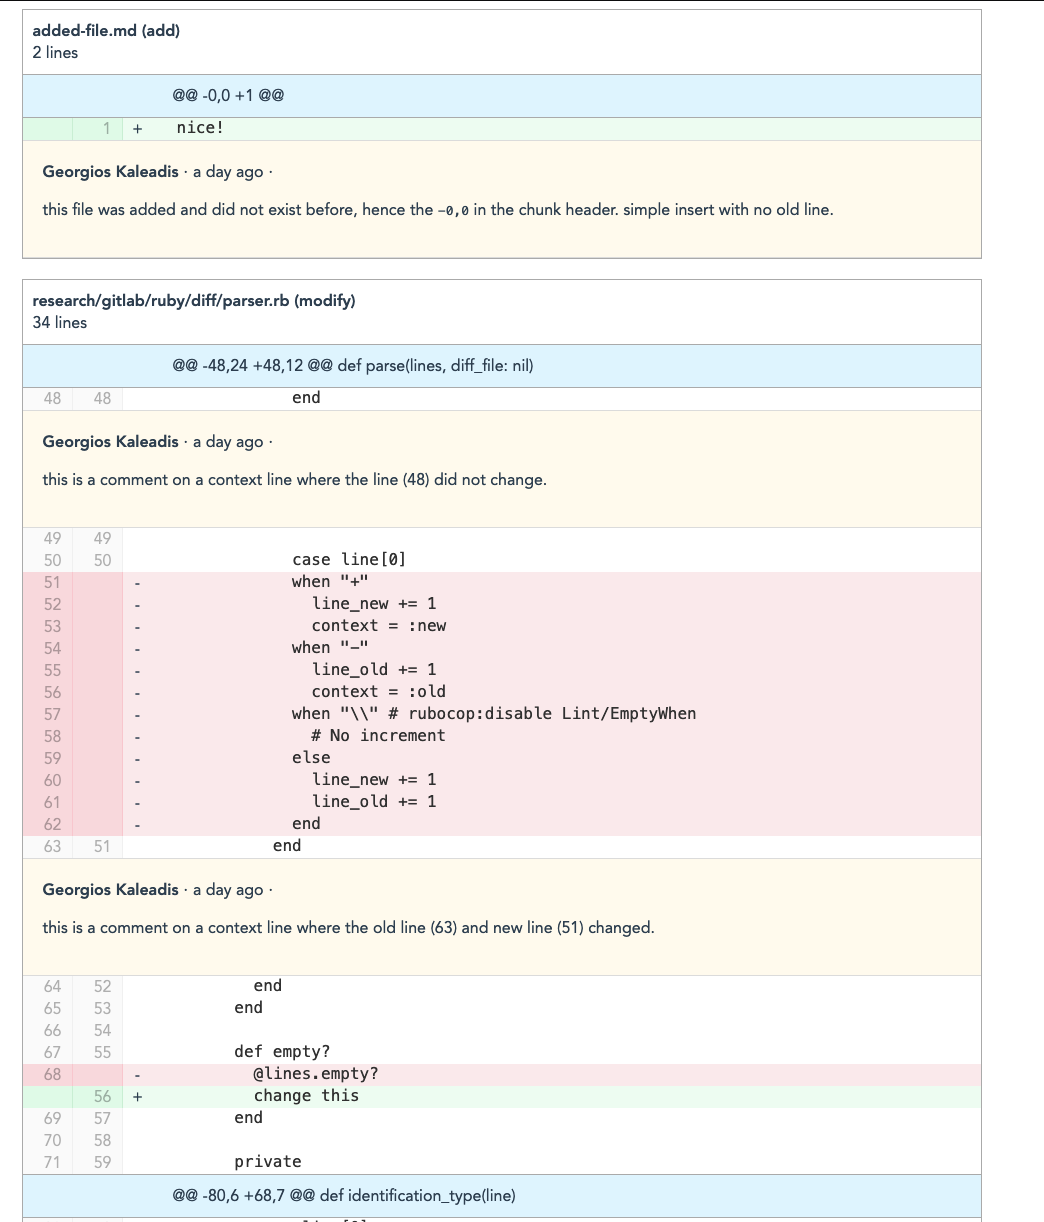 added-file.md (add)
2 lines
@@ -0,0 +1 @@
1 + nice!
Georgios Kaleadis · a day ago ·
this file was added and did not exist before, hence the -0,0 in the chunk header. simple insert with no old line.
research/gitlab/ruby/diff/parser.rb (modify)
34 lines
@@ -48,24 +48,12 @@ def parse(lines, diff_file: nil)
48 48 end
Georgios Kaleadis · a day ago ·
this is a comment on a context line where the line (48) did not change.
49 49
50 50 case line[0]
51 - when "+"
52 - line_new += 1
53 - context = :new
54 - when "-"
55 - line_old += 1
56 - context = :old
57 - when "\\" # rubocop:disable Lint/EmptyWhen
58 - # No increment
59 - else
60 - line_new += 1
61 - line_old += 1
62 - end
63 51 end
Georgios Kaleadis · a day ago ·
this is a comment on a context line where the old line (63) and new line (51) changed.
64 52 end
65 53 end
66 54
67 55 def empty?
68 - @lines.empty?
56 + change this
69 57 end
70 58
71 59 private
@@ -80,6 +68,7 @@ def identification_type(line)